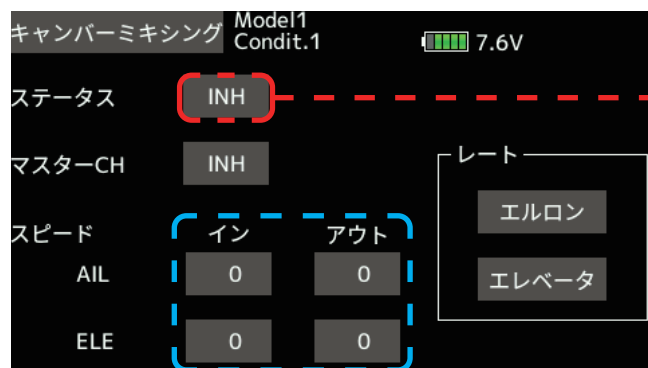 キャンバーミキシング Model1
Condit.1 7.6V
ステータス INH
マスターCH INH
レート
エルロン
スピード イン アウト
AIL 0 0
エレベータ
ELE 0 0